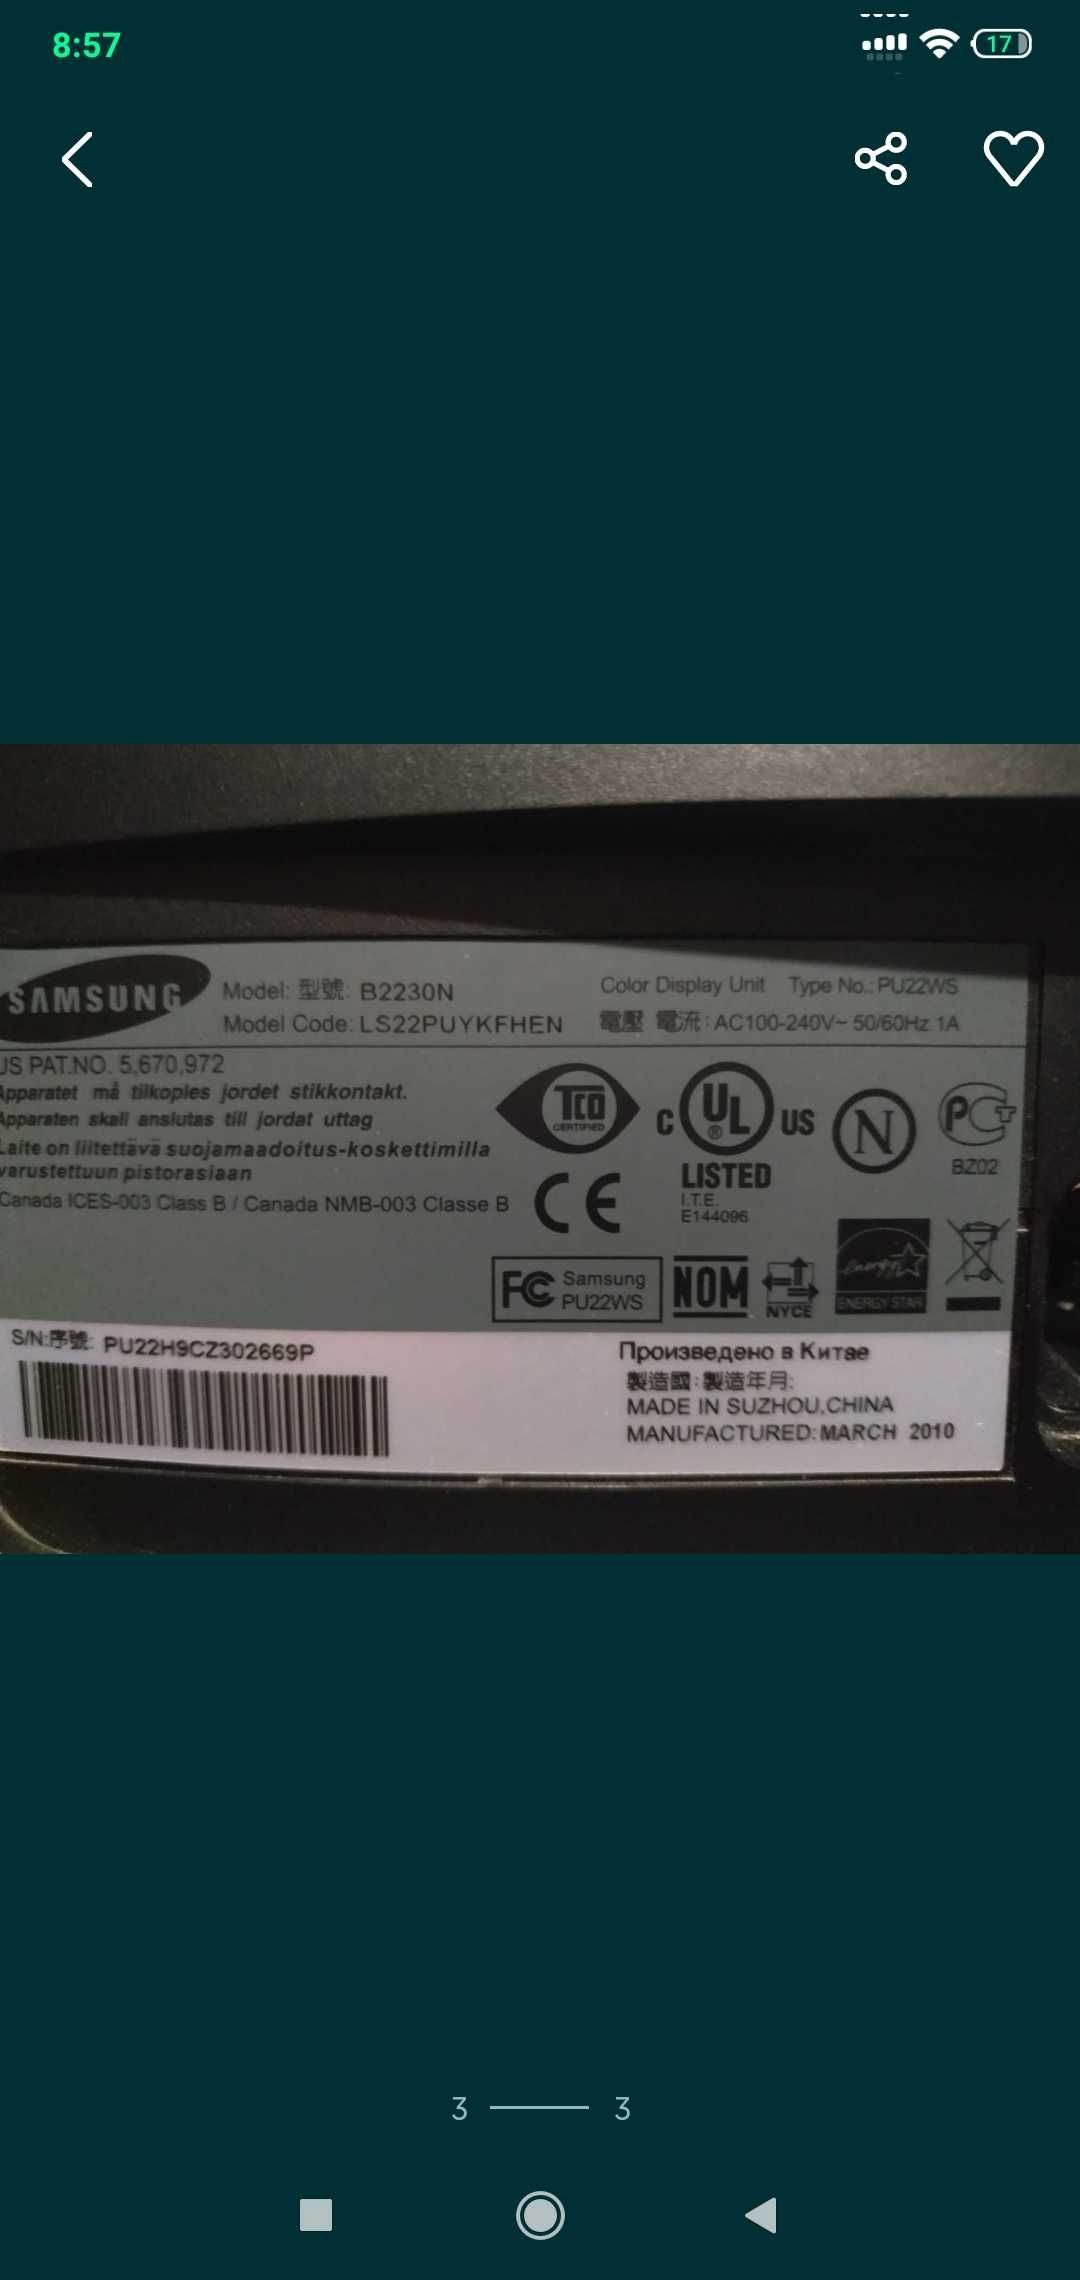 8:57
17
SAMSUNG
Model: 型號: B2230N
Model Code: LS22PUYKFHEN
Color Display Unit Type No.: PU22WS
電壓 電流: AC100-240V~ 50/60Hz 1A
US PAT.NO. 5,670,972
Apparatet må tilkoples jordet stikkontakt.
Apparaten skall anslutas till jordat uttag
Laite on liitettävä suojamaadoitus-koskettimilla
varustettuun pistorasiaan
Canada ICES-003 Class B / Canada NMB-003 Classe B
TCO
CERTIFIED
C UL US
®
LISTED
I.T.E.
E144096
N
PCT
BZ02
CE
FC Samsung
PU22WS
NOM
NYCE
energy
ENERGY STAR
S/N:序號: PU22H9CZ302669P
Произведено в Китае
製造國: 製造年月:
MADE IN SUZHOU,CHINA
MANUFACTURED: MARCH 2010
3 3